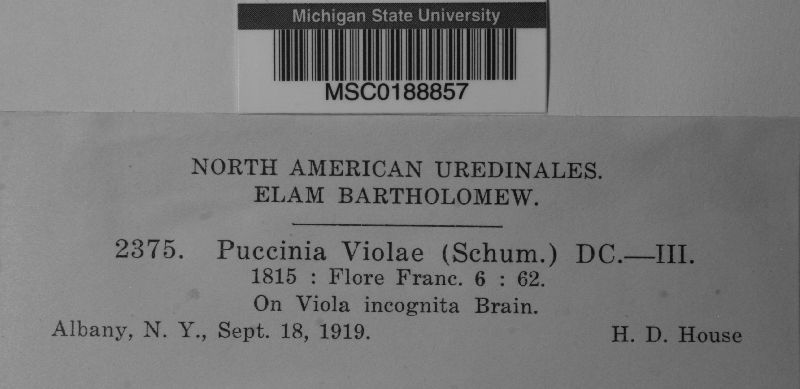 Michigan State University
MSC0188857
NORTH AMERICAN UREDINALES.
ELAM BARTHOLOMEW.
2375. Puccinia Violae (Schum.) DC.—III.
1815 : Flore Franc. 6 : 62.
On Viola incognita Brain.
Albany, N. Y., Sept. 18, 1919. H. D. House